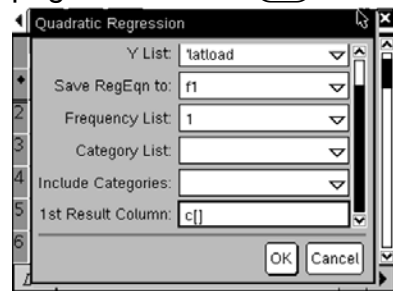 Quadratic Regression
Y List: 'latload
Save RegEqn to: f1
2 Frequency List: 1
3 Category List:
4 Include Categories:
5 1st Result Column: c[]
6
OK Cancel